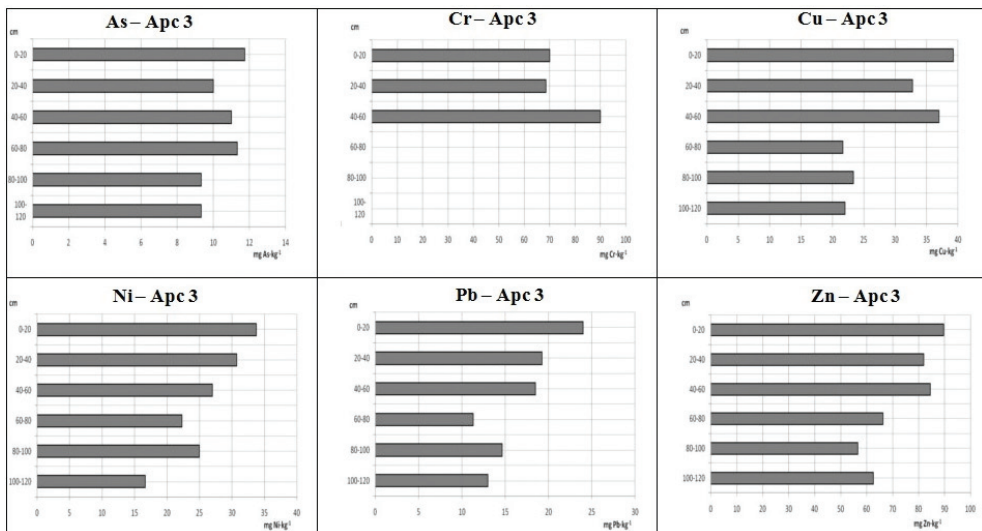 As – Apc 3
cm
0-20
20-40
40-60
60-80
80-100
100-
120
0 2 4 6 8 10 12 14
mg As·kg⁻¹
Cr – Apc 3
cm
0-20
20-40
40-60
60-80
80-100
100-
120
0 10 20 30 40 50 60 70 80 90 100
mg Cr·kg⁻¹
Cu – Apc 3
cm
0-20
20-40
40-60
60-80
80-100
100-120
0 5 10 15 20 25 30 35 40
mg Cu·kg⁻¹
Ni – Apc 3
cm
0-20
20-40
40-60
60-80
80-100
100-120
0 5 10 15 20 25 30 35 40
mg Ni·kg⁻¹
Pb – Apc 3
cm
0-20
20-40
40-60
60-80
80-100
100-120
0 5 10 15 20 25 30
mg Pb·kg⁻¹
Zn – Apc 3
cm
0-20
20-40
40-60
60-80
80-100
100-120
0 10 20 30 40 50 60 70 80 90 100
mg Zn·kg⁻¹